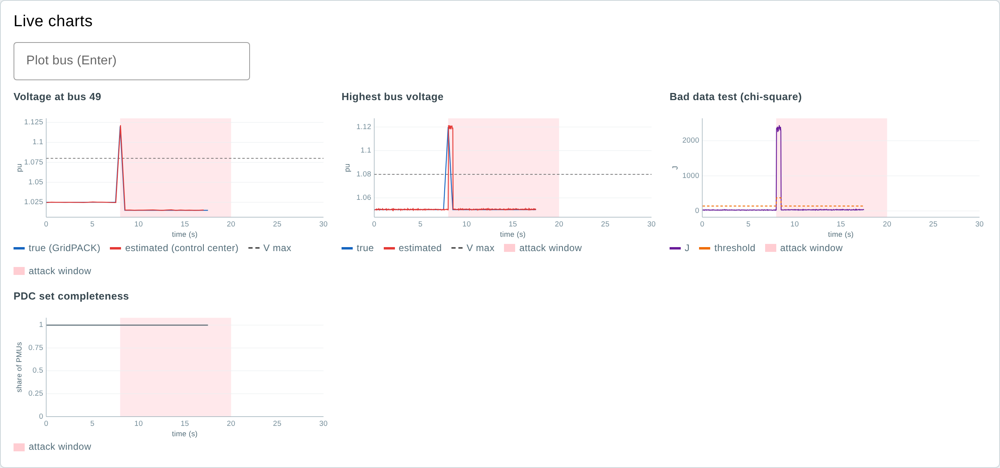 Live charts
Plot bus (Enter)
Voltage at bus 49
1.125
1.1
1.075
1.05
1.025
pu
0 5 10 15 20 25 30
time (s)
true (GridPACK) estimated (control center) V max
attack window
Highest bus voltage
1.12
1.1
1.08
1.06
pu
0 5 10 15 20 25 30
time (s)
true estimated V max attack window
Bad data test (chi-square)
2000
1000
0
J
0 5 10 15 20 25 30
time (s)
J threshold attack window
PDC set completeness
1
0.75
0.5
0.25
0
share of PMUs
0 5 10 15 20 25 30
time (s)
attack window